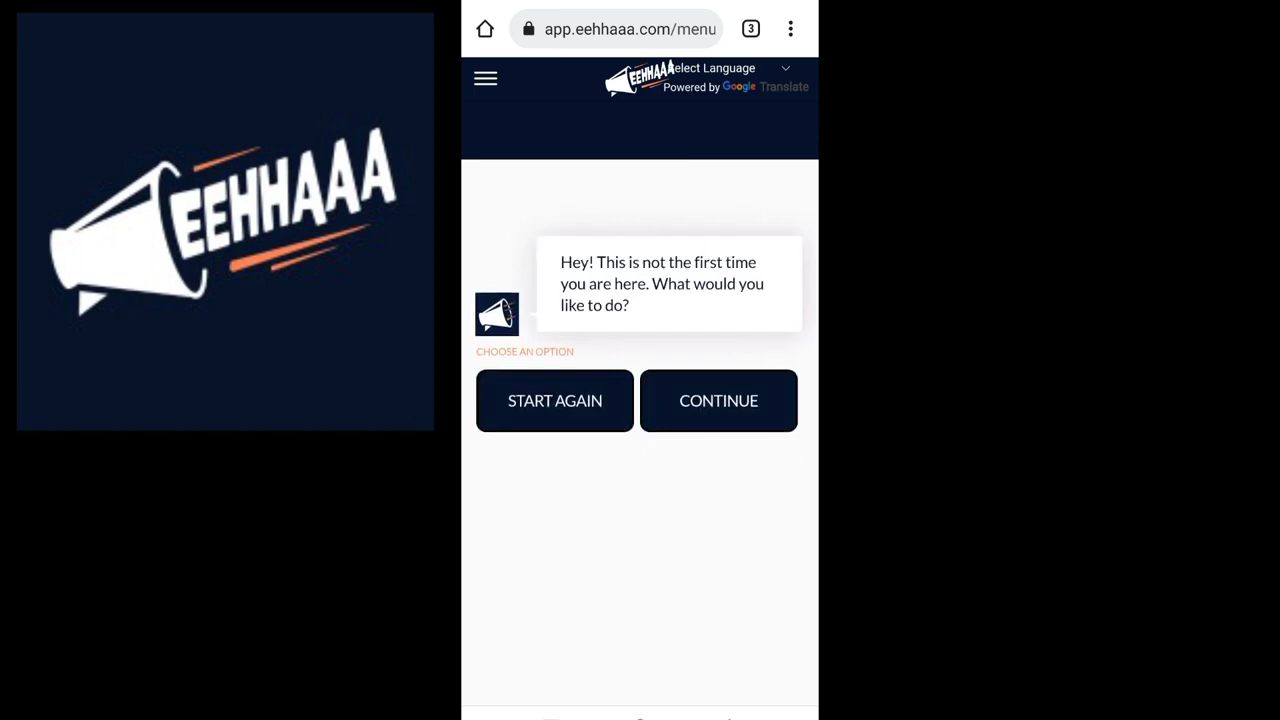 EEHHAAA
app.eehhaaa.com/menu
3
EEHHAAA
elect Language
Powered by Google Translate
Hey! This is not the first time
you are here. What would you
like to do?
CHOOSE AN OPTION
START AGAIN
CONTINUE